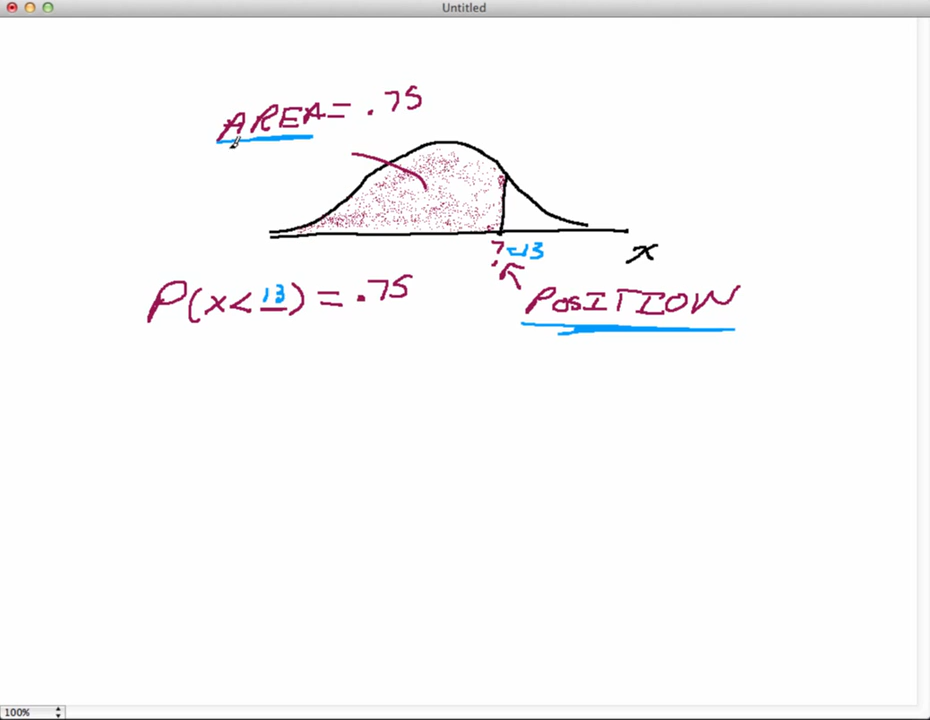 Untitled
AREA = .75
? = 13
x
P(x < 13) = .75
POSITION
100%